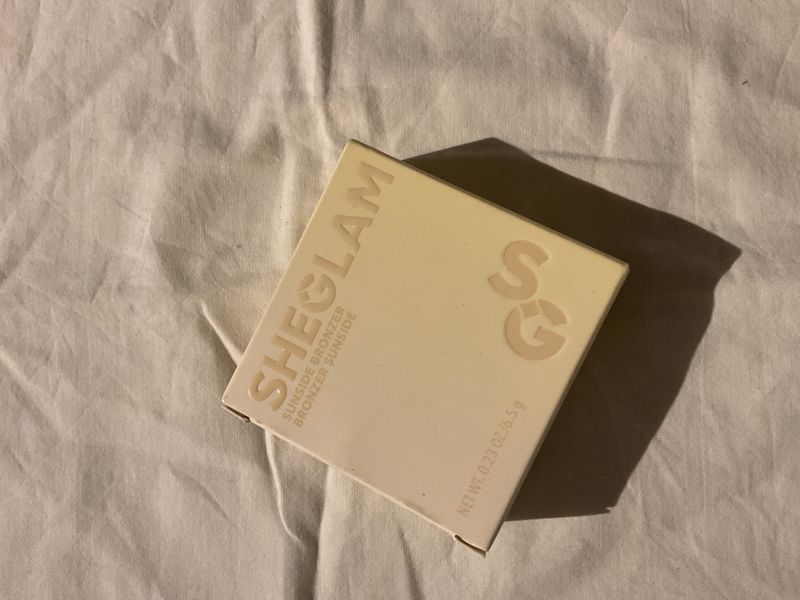 SHEGLAM
SUNSIDE BRONZER
BRONZER SUNSIDE
SG
NET WT. 0.23 OZ./6.5 g